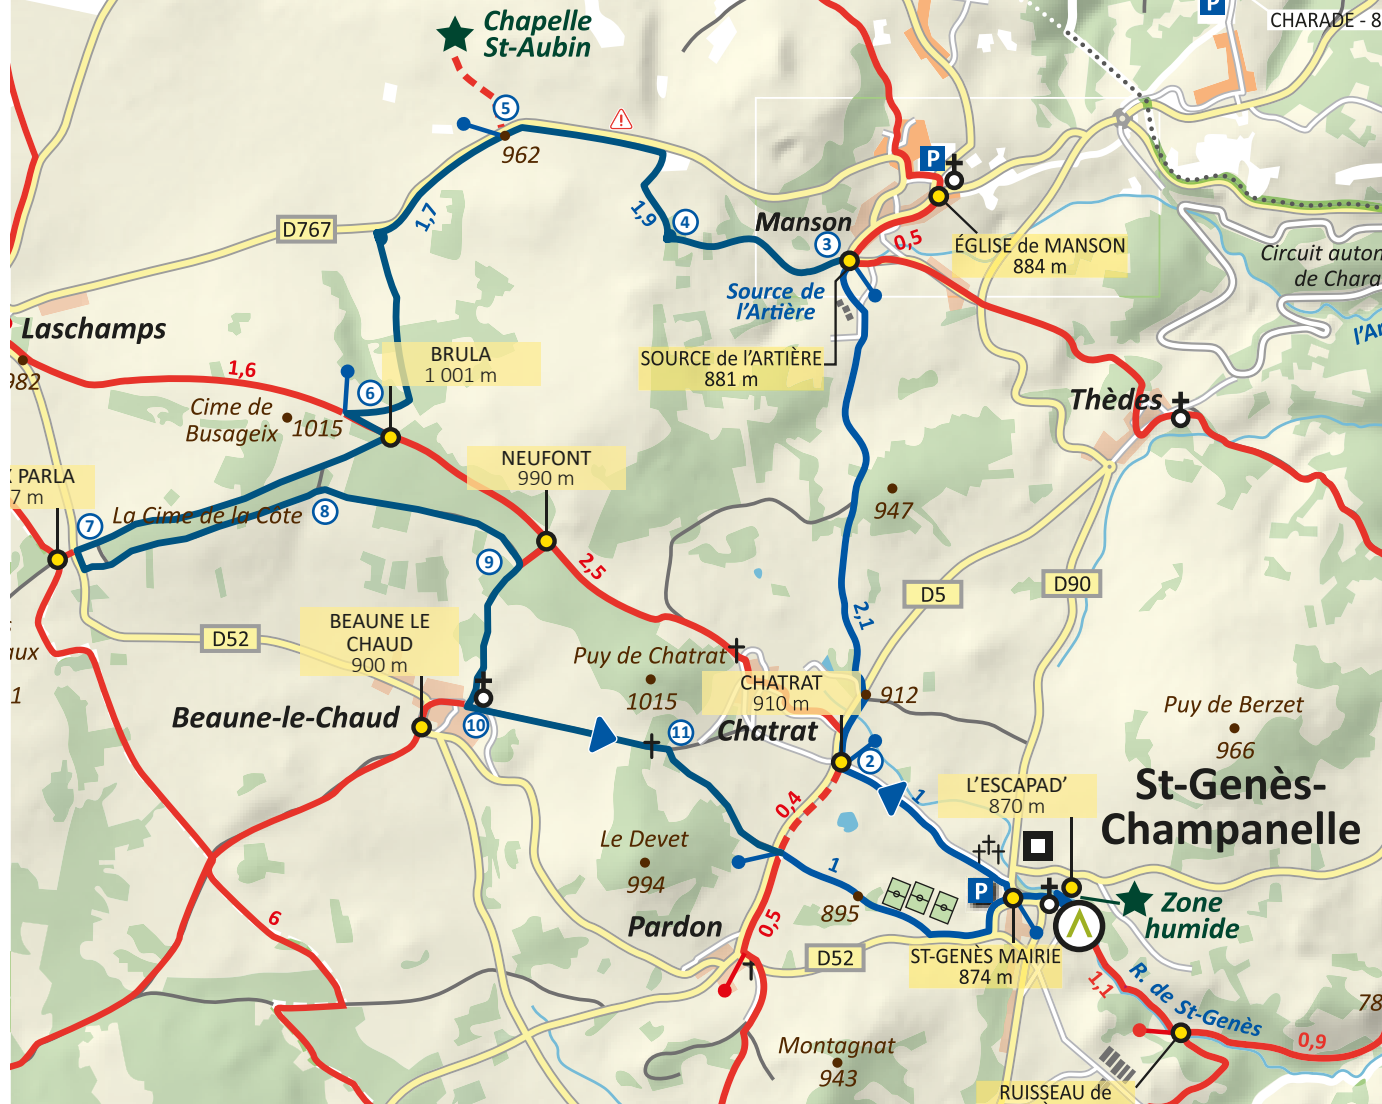 Chapelle
St-Aubin
P
CHARADE - 8
5
962
1,7
1,9
4
D767
P
Manson
3
0,5
ÉGLISE de MANSON
884 m
Circuit auton
de Chara
Source de
l'Artière
Laschamps
982
1,6
BRULA
1 001 m
SOURCE de l'ARTIÈRE
881 m
l'Ar
6
Cime de
Busageix
1015
Thèdes
X PARLA
7 m
NEUFONT
990 m
7
La Cime de la Côte
8
947
9
2,5
D5
D90
2,1
D52
BEAUNE LE
CHAUD
900 m
aux
1
Puy de Chatrat
1015
CHATRAT
910 m
912
Puy de Berzet
966
Beaune-le-Chaud
10
11
Chatrat
2
1
L'ESCAPAD'
870 m
St-Genès-
Champanelle
0,4
Le Devet
994
1
895
P
Zone
humide
6
Pardon
0,5
D52
ST-GENÈS MAIRIE
874 m
1,1
R. de St-Genès
78
0,9
Montagnat
943
RUISSEAU de